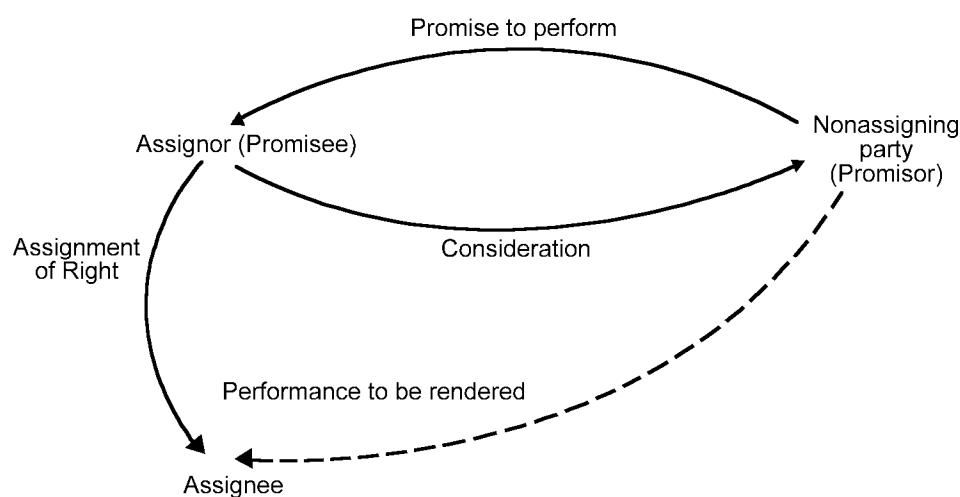 Promise to perform
Assignor (Promisee)
Nonassigning
party
(Promisor)
Assignment
of Right
Consideration
Performance to be rendered
Assignee